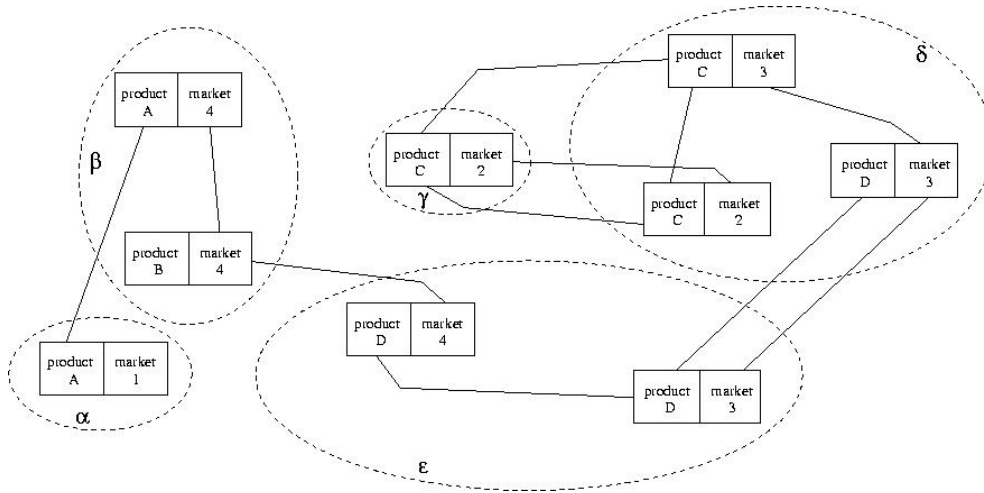 product market
C 3
δ
product market
A 4
β
product market
C 2
γ
product market
D 3
product market
C 2
product market
B 4
product market
D 4
product market
A 1
α
product market
D 3
ε